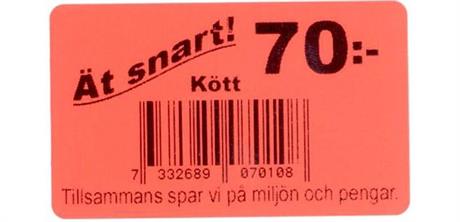 Ät snart!
70:-
Kött
7 332689 070108
Tillsammans spar vi på miljön och pengar.